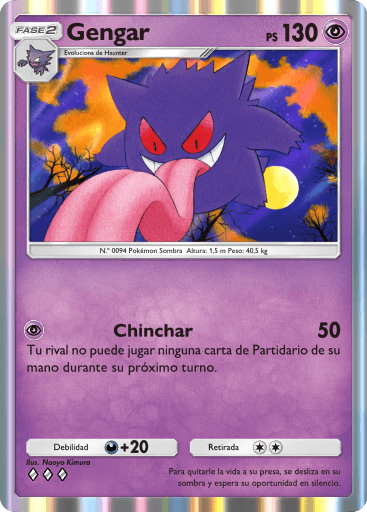 FASE2
Gengar
PS 130
Evoluciona de Haunter
N.º 0094 Pokémon Sombra Altura: 1,5 m Peso: 40,5 kg
Chinchar 50
Tu rival no puede jugar ninguna carta de Partidario de su
mano durante su próximo turno.
Debilidad +20 Retirada
Ilus. Naoyo Kimura
Para quitarle la vida a su presa, se desliza en
su sombra y espera su oportunidad en silencio.